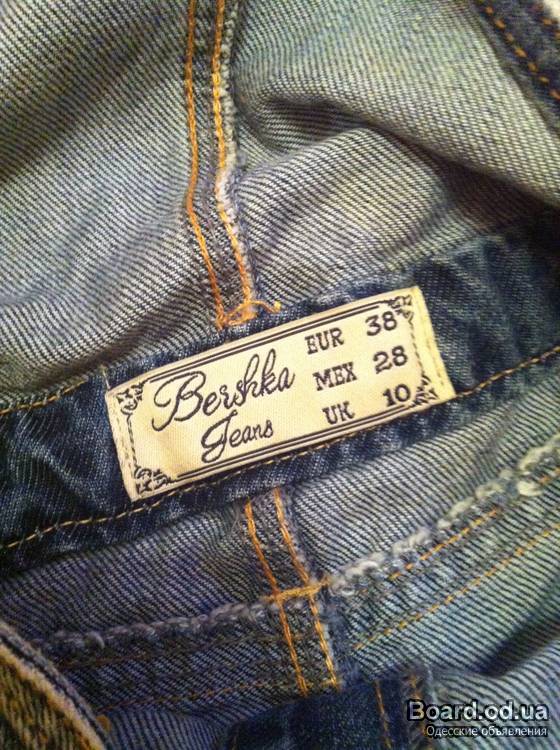 Bershka
Jeans
EUR 38
MEX 28
UK 10
Board.od.ua
Одесские объявления